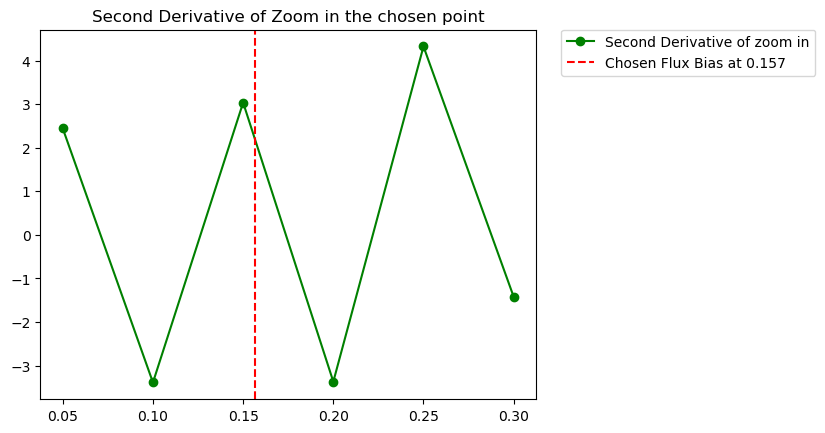 Second Derivative of Zoom in the chosen point
Second Derivative of zoom in
Chosen Flux Bias at 0.157
4
3
2
1
0
−1
−2
−3
0.05 0.10 0.15 0.20 0.25 0.30